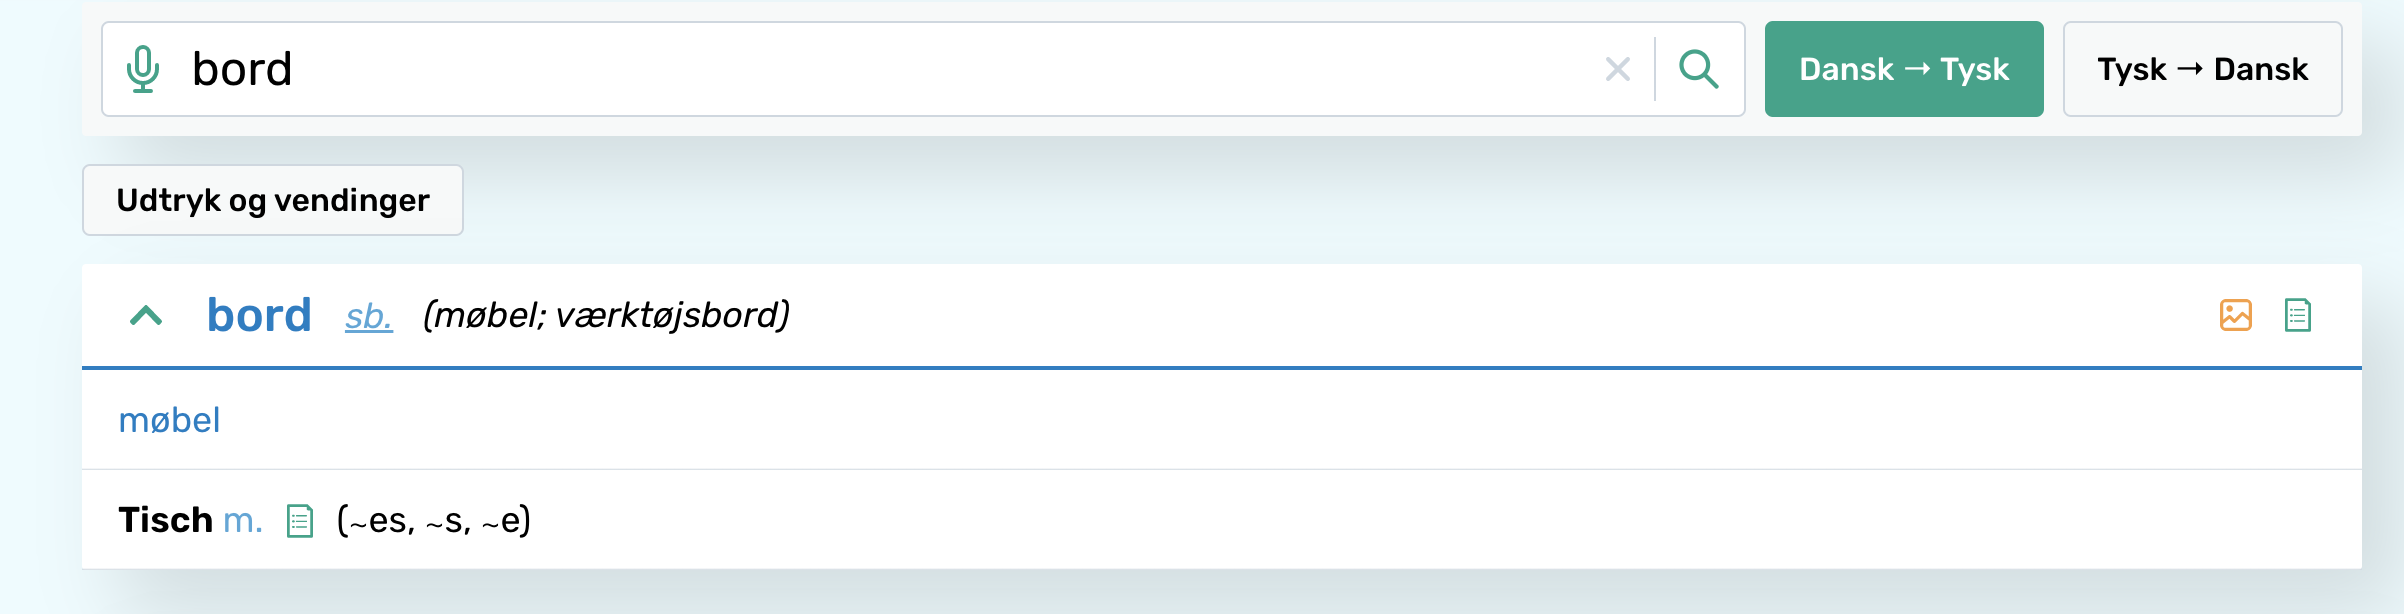 bord Dansk → Tysk Tysk → Dansk
Udtryk og vendinger
bord sb. (møbel; værktøjsbord)
møbel
Tisch m. (~es, ~s, ~e)